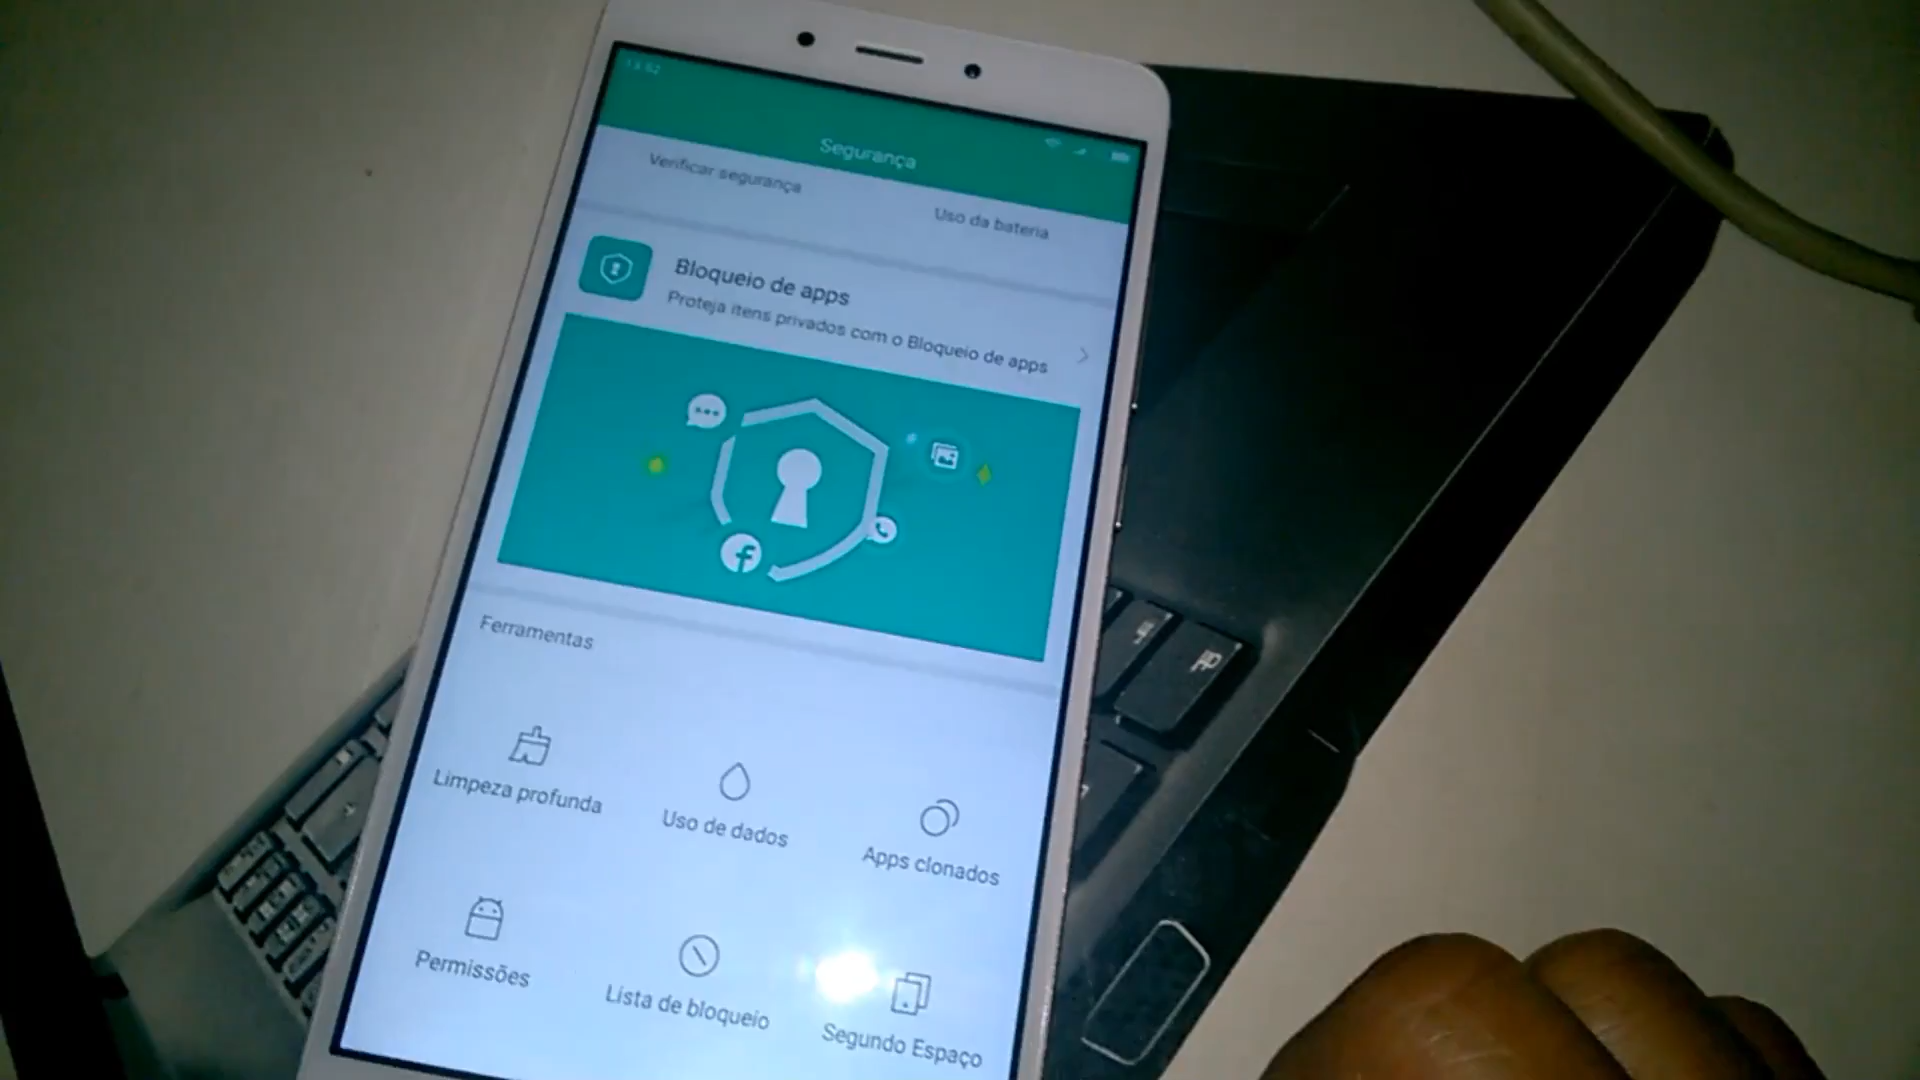 Segurança
Verificar segurança
Uso da bateria
Bloqueio de apps
Proteja itens privados com o Bloqueio de apps
Ferramentas
Limpeza profunda
Uso de dados
Apps clonados
Permissões
Lista de bloqueio
Segundo Espaço